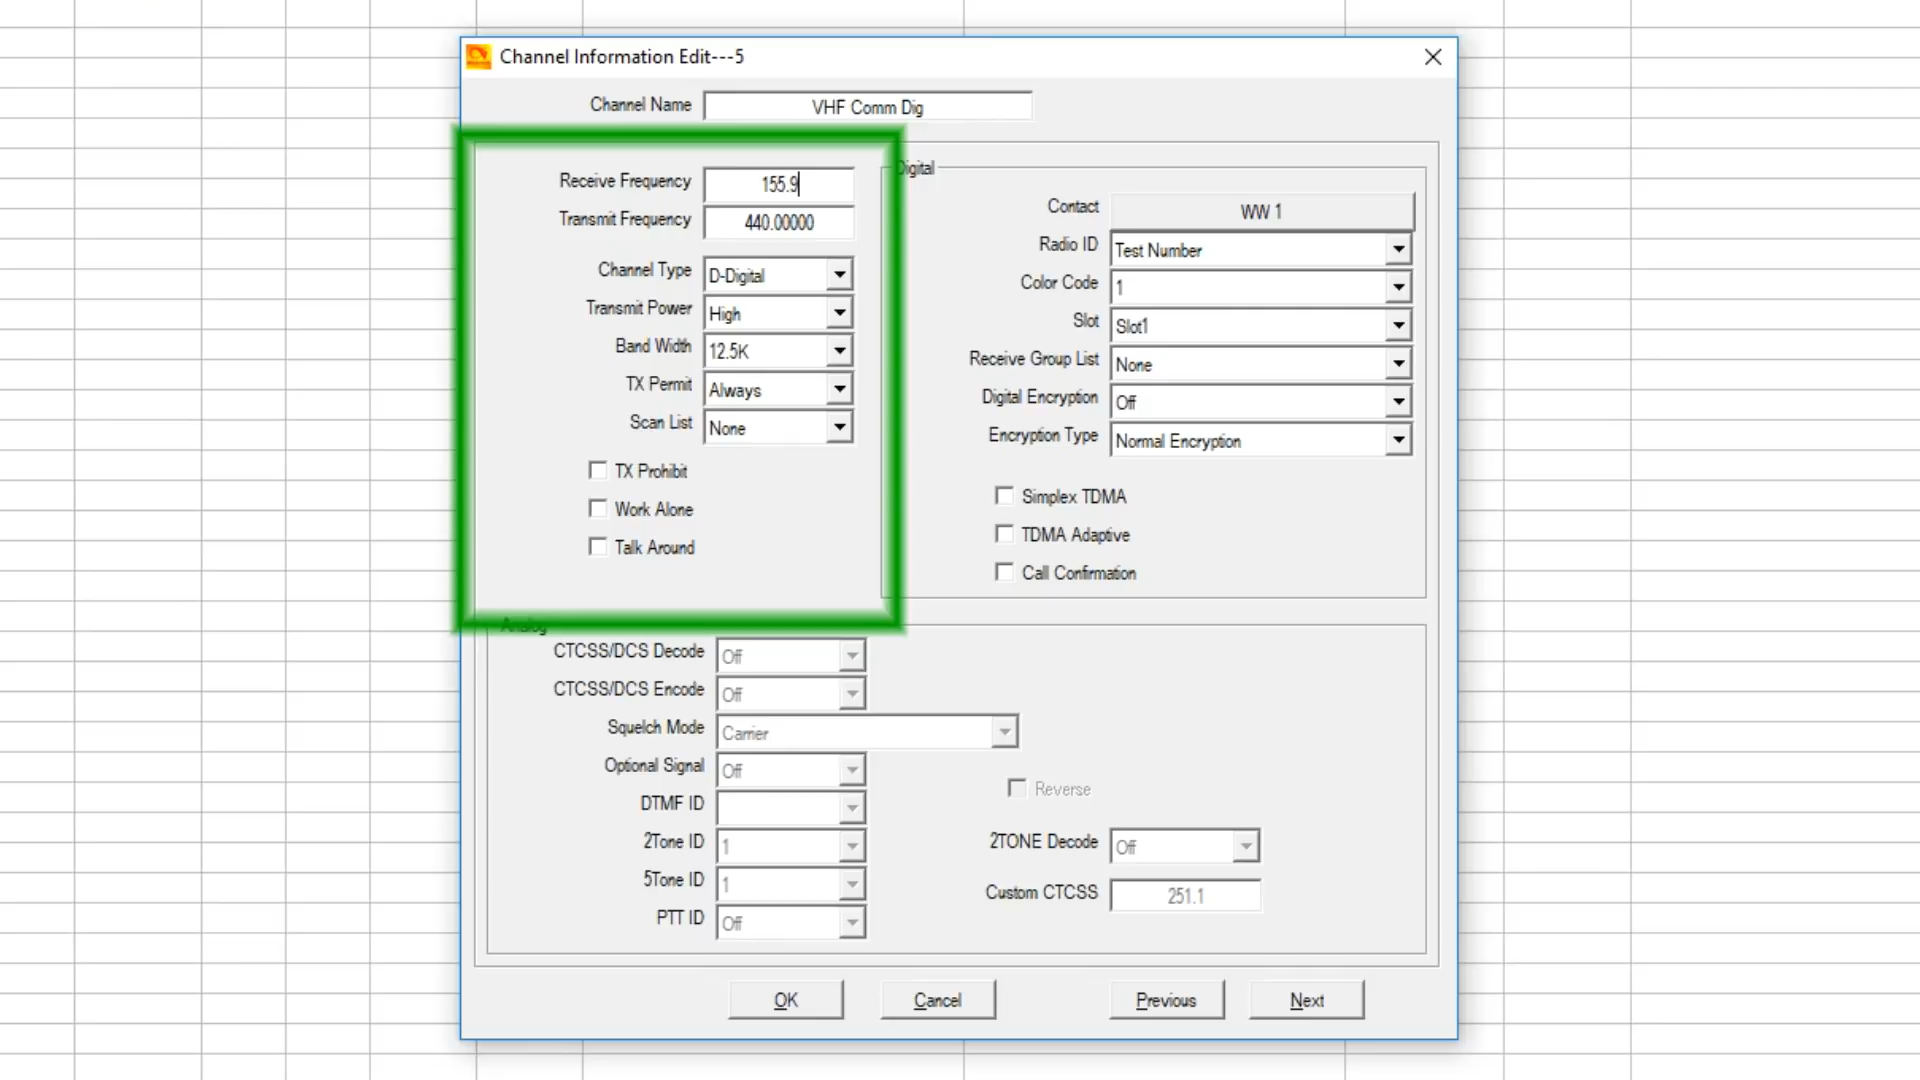 Channel Information Edit---5
Channel Name VHF Comm Dig
Receive Frequency 155.9
Transmit Frequency 440.00000
Channel Type D-Digital
Transmit Power High
Band Width 12.5K
TX Permit Always
Scan List None
TX Prohibit
Work Alone
Talk Around
Digital
Contact WW 1
Radio ID Test Number
Color Code 1
Slot Slot1
Receive Group List None
Digital Encryption Off
Encryption Type Normal Encryption
Simplex TDMA
TDMA Adaptive
Call Confirmation
Analog
CTCSS/DCS Decode Off
CTCSS/DCS Encode Off
Squelch Mode Carrier
Optional Signal Off
DTMF ID
2Tone ID 1
5Tone ID 1
PTT ID Off
Reverse
2TONE Decode Off
Custom CTCSS 251.1
OK Cancel Previous Next